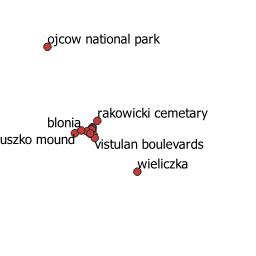 ojcow national park
rakowicki cemetary
blonia
uszko mound
vistulan boulevards
wieliczka